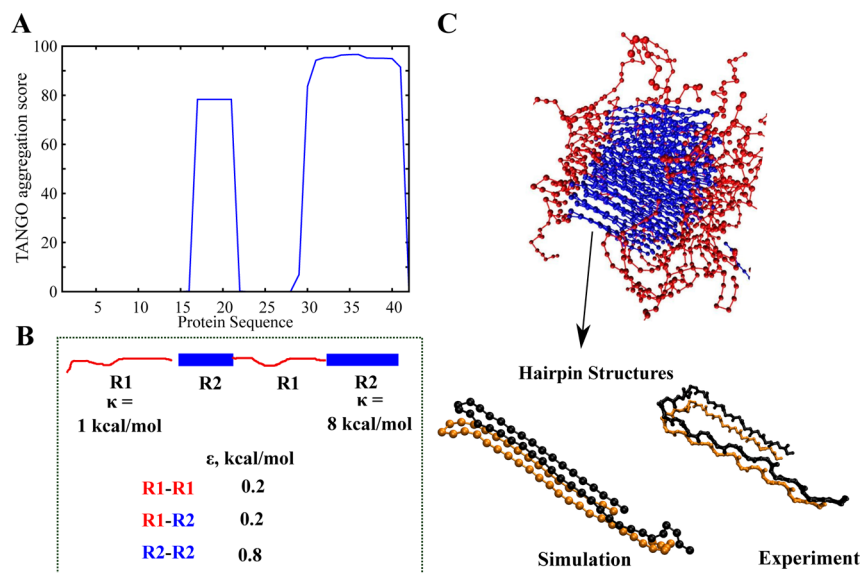 A
TANGO aggregation score
100
80
60
40
20
0
5
10
15
20
25
30
35
40
Protein Sequence
B
R1
R2
R1
R2
κ =
κ =
1 kcal/mol
8 kcal/mol
ε, kcal/mol
R1-R1 0.2
R1-R2 0.2
R2-R2 0.8
C
Hairpin Structures
Simulation
Experiment